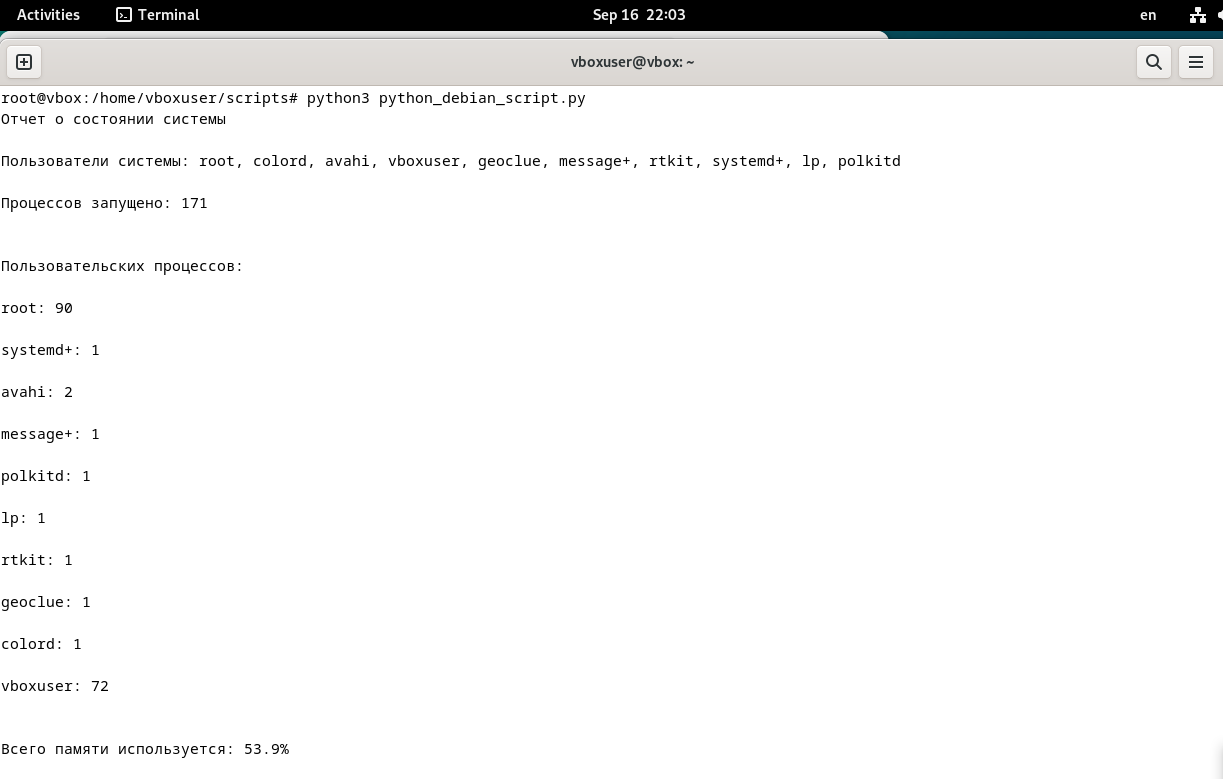 Activities Terminal Sep 16 22:03 en
vboxuser@vbox: ~
root@vbox:/home/vboxuser/scripts# python3 python_debian_script.py
Отчет о состоянии системы
Пользователи системы: root, colord, avahi, vboxuser, geoclue, message+, rtkit, systemd+, lp, polkitd
Процессов запущено: 171
Пользовательских процессов:
root: 90
systemd+: 1
avahi: 2
message+: 1
polkitd: 1
lp: 1
rtkit: 1
geoclue: 1
colord: 1
vboxuser: 72
Всего памяти используется: 53.9%